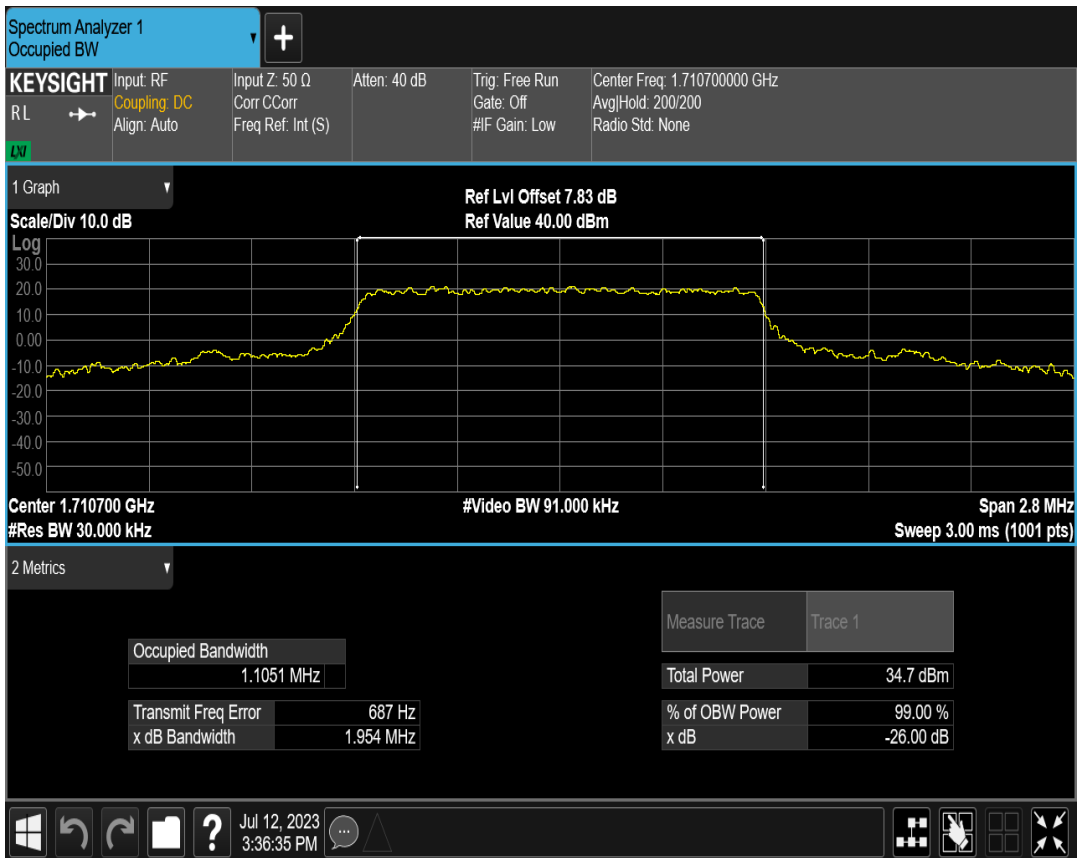 Spectrum Analyzer 1
Occupied BW
KEYSIGHT
RL
LXI
Input: RF
Coupling: DC
Align: Auto
Input Z: 50 Ω
Corr CCorr
Freq Ref: Int (S)
Atten: 40 dB
Trig: Free Run
Gate: Off
#IF Gain: Low
Center Freq: 1.710700000 GHz
Avg|Hold: 200/200
Radio Std: None
1 Graph
Scale/Div 10.0 dB
Ref Lvl Offset 7.83 dB
Ref Value 40.00 dBm
Log
30.0
20.0
10.0
0.00
-10.0
-20.0
-30.0
-40.0
-50.0
Center 1.710700 GHz
#Res BW 30.000 kHz
#Video BW 91.000 kHz
Span 2.8 MHz
Sweep 3.00 ms (1001 pts)
2 Metrics
Occupied Bandwidth
1.1051 MHz
Transmit Freq Error 687 Hz
x dB Bandwidth 1.954 MHz
Measure Trace Trace 1
Total Power 34.7 dBm
% of OBW Power 99.00 %
x dB -26.00 dB
?
Jul 12, 2023
3:36:35 PM